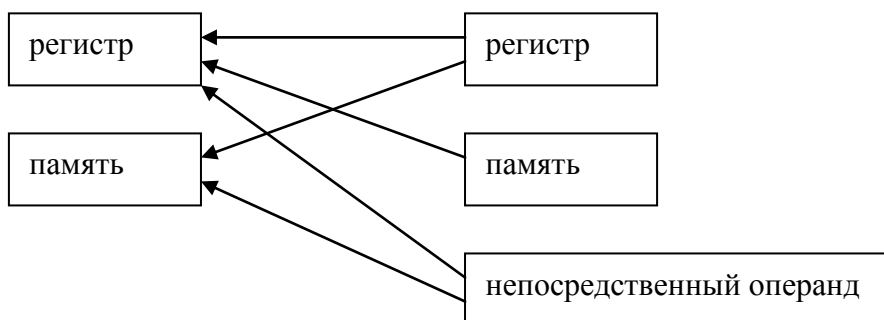 регистр
регистр
память
память
непосредственный операнд